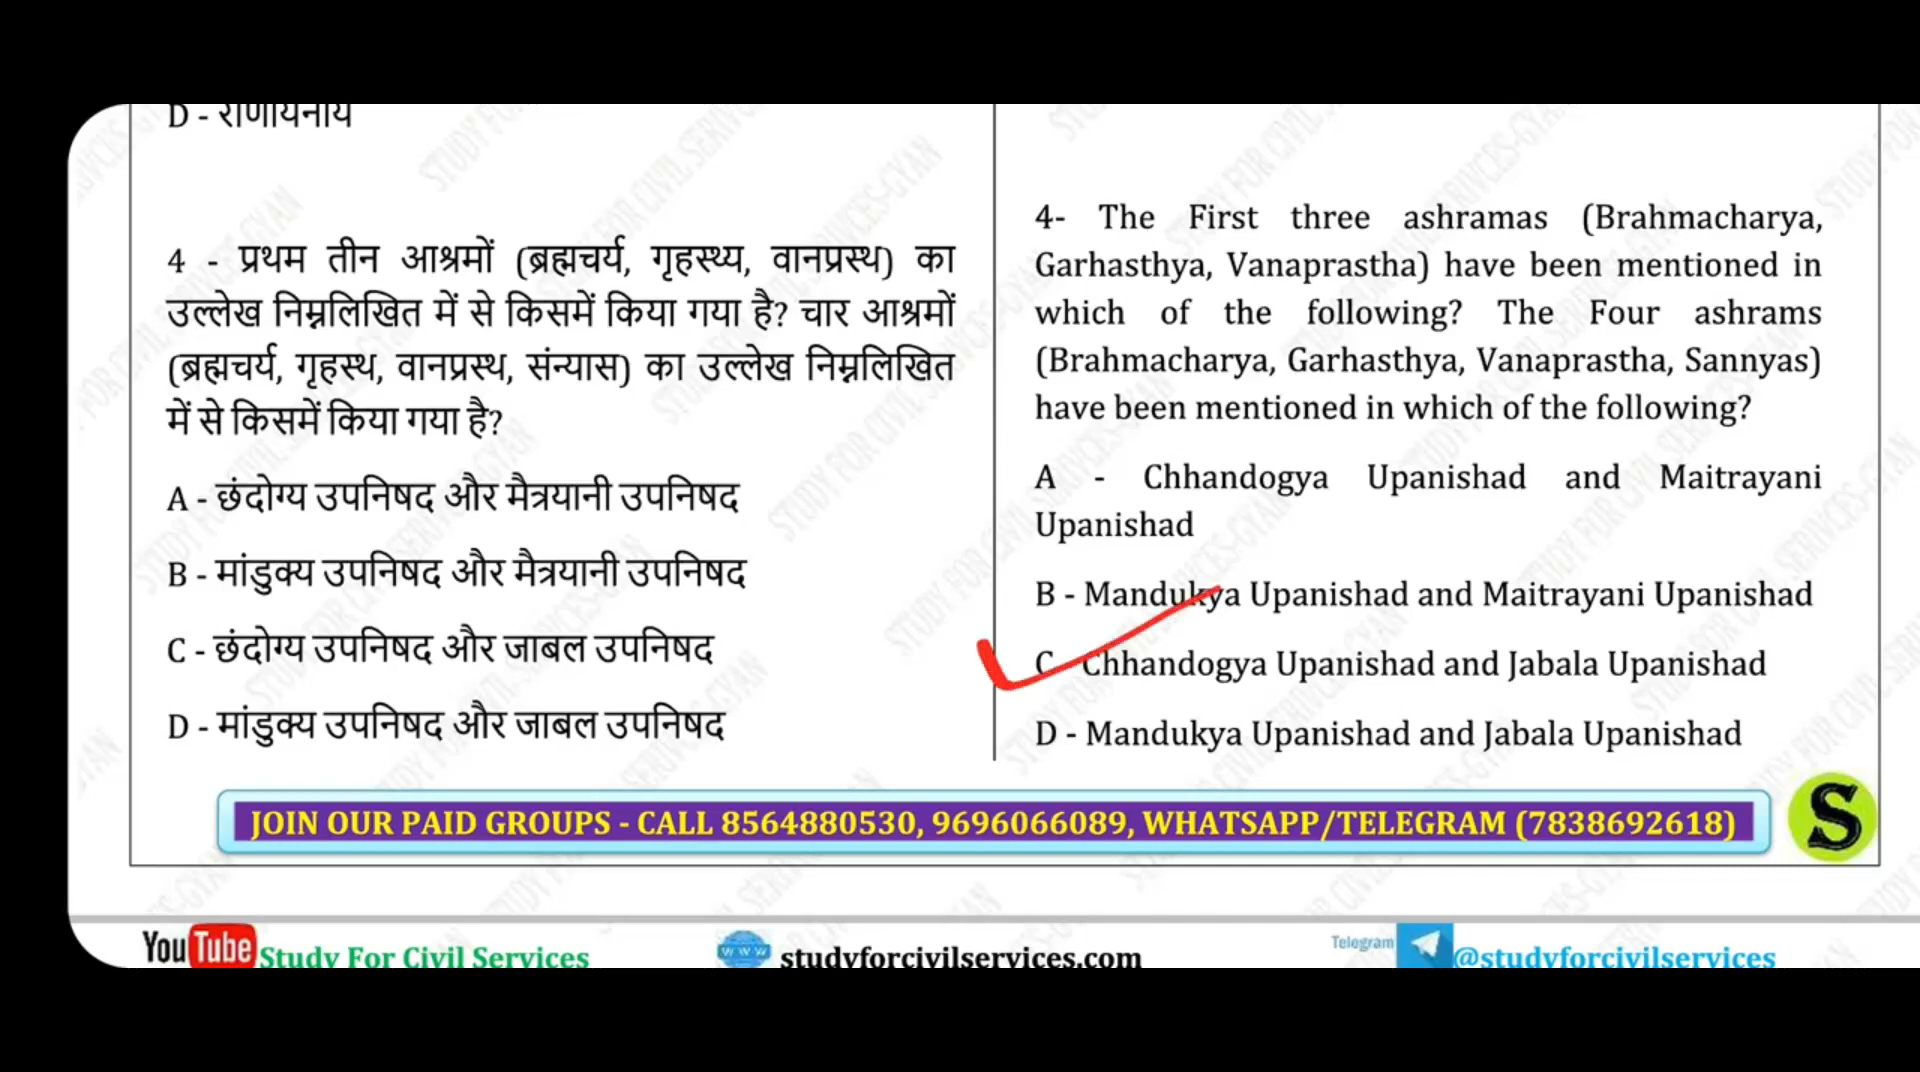 D - राणायनीय
4 - प्रथम तीन आश्रमों (ब्रह्मचर्य, गृहस्थ्य, वानप्रस्थ) का
उल्लेख निम्नलिखित में से किसमें किया गया है? चार आश्रमों
(ब्रह्मचर्य, गृहस्थ, वानप्रस्थ, संन्यास) का उल्लेख निम्नलिखित
में से किसमें किया गया है?
A - छंदोग्य उपनिषद और मैत्रयानी उपनिषद
B - मांडुक्य उपनिषद और मैत्रयानी उपनिषद
C - छंदोग्य उपनिषद और जाबल उपनिषद
D - मांडुक्य उपनिषद और जाबल उपनिषद
4- The First three ashramas (Brahmacharya,
Garhasthya, Vanaprastha) have been mentioned in
which of the following? The Four ashrams
(Brahmacharya, Garhasthya, Vanaprastha, Sannyas)
have been mentioned in which of the following?
A - Chhandogya Upanishad and Maitrayani
Upanishad
B - Mandukya Upanishad and Maitrayani Upanishad
C - Chhandogya Upanishad and Jabala Upanishad
D - Mandukya Upanishad and Jabala Upanishad
JOIN OUR PAID GROUPS - CALL 8564880530, 9696066089, WHATSAPP/TELEGRAM (7838692618)
S
YouTube Study For Civil Services
www studyforcivilservices.com
Telegram @studyforcivilservices